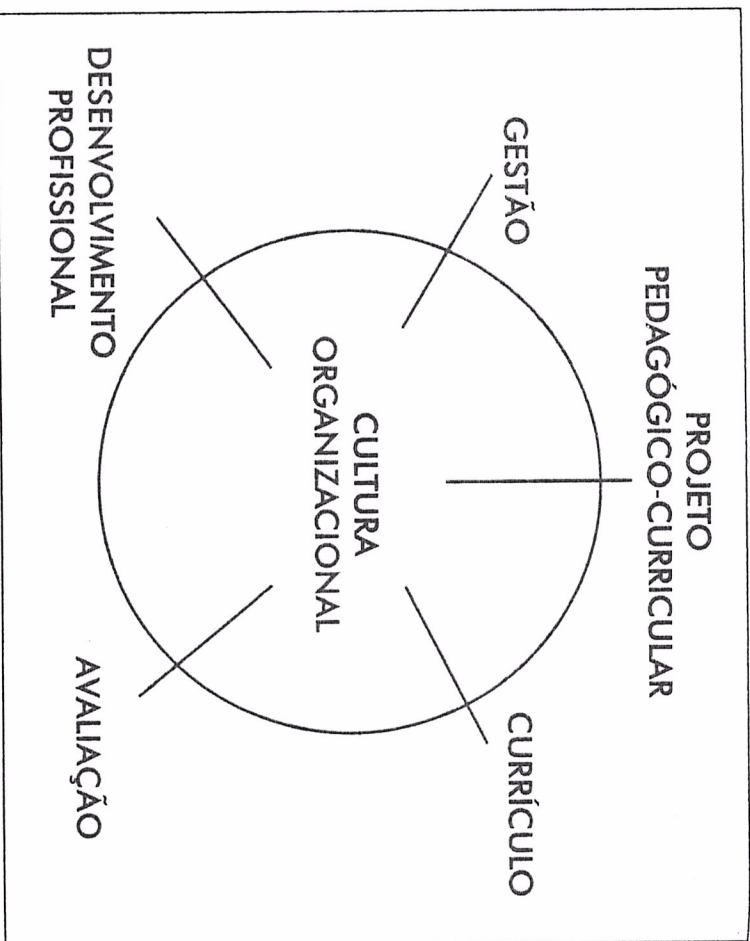 PROJETO
PEDAGÓGICO-CURRICULAR
GESTÃO
CURRÍCULO
CULTURA
ORGANIZACIONAL
DESENVOLVIMENTO
PROFISSIONAL
AVALIAÇÃO